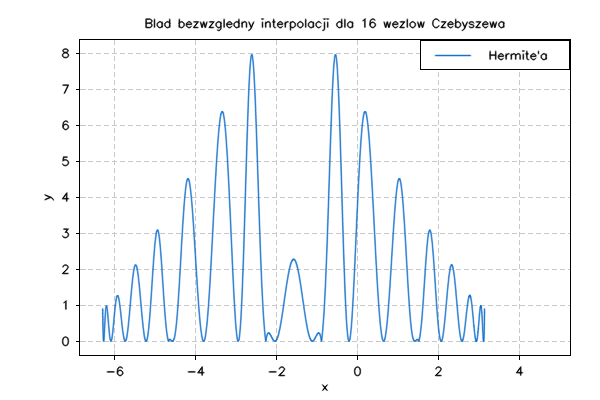 Blad bezwzgledny interpolacji dla 16 wezlow Czebyszewa
Hermite'a
8
7
6
5
4
3
2
1
0
y
−6 −4 −2 0 2 4
x